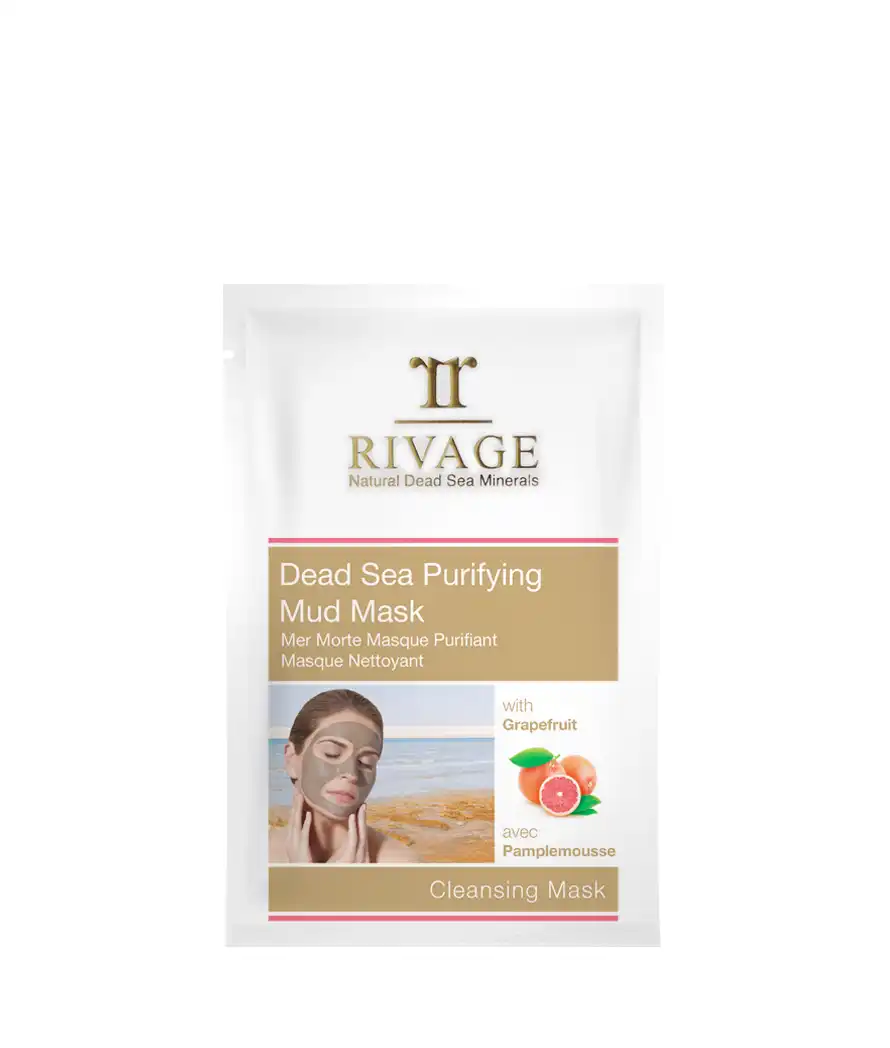 RIVAGE
Natural Dead Sea Minerals
Dead Sea Purifying
Mud Mask
Mer Morte Masque Purifiant
Masque Nettoyant
with
Grapefruit
avec
Pamplemousse
Cleansing Mask